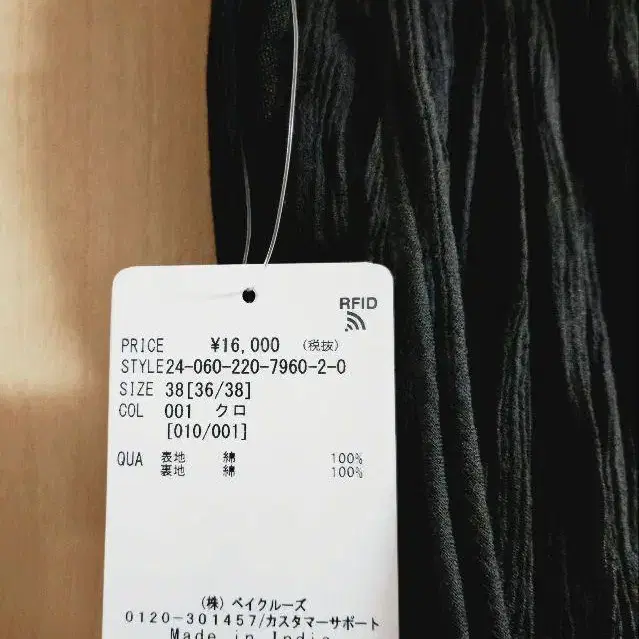 RFID
PRICE ¥16,000 (税抜)
STYLE24-060-220-7960-2-0
SIZE 38[36/38]
COL 001 クロ
[010/001]
QUA 表地 綿 100%
裏地 綿 100%
(株) ベイクルーズ
0120-301457/カスタマーサポート
Made in India